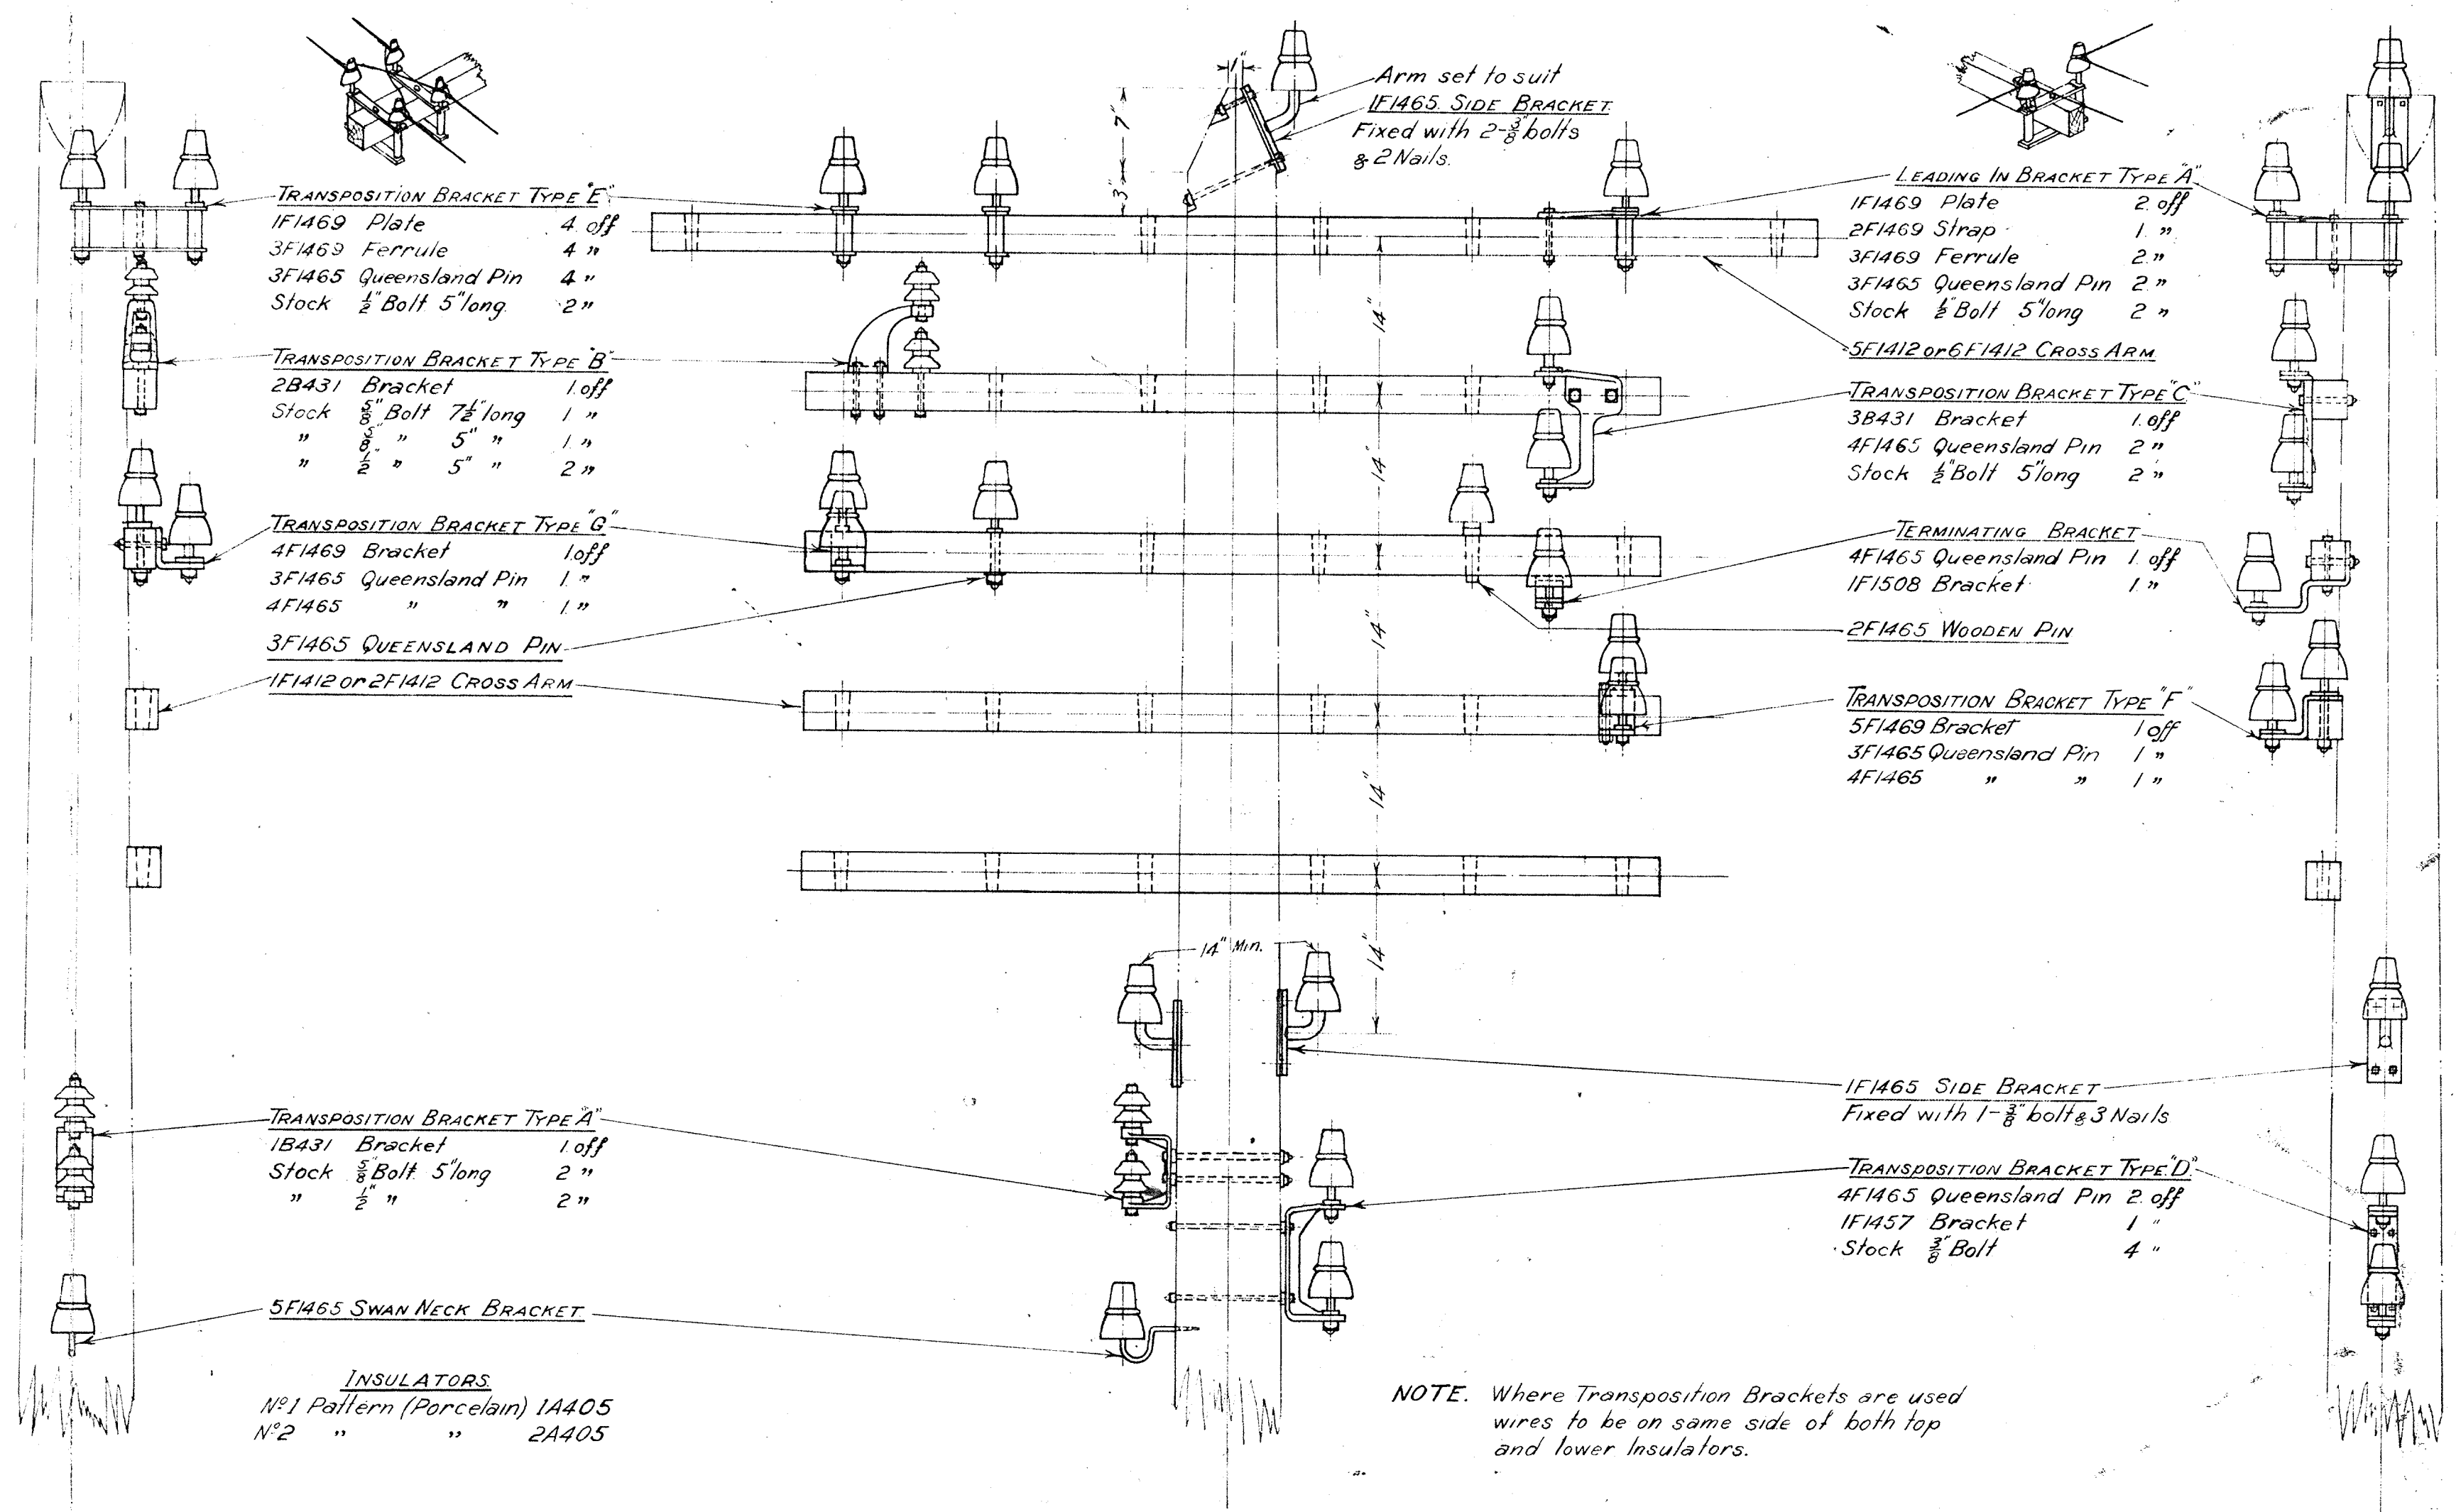 TRANSPOSITION BRACKET TYPE "E"
1F1469 Plate 4 off
3F1469 Ferrule 4 "
3F1465 Queensland Pin 4 "
Stock ½" Bolt 5" long. 2 "
TRANSPOSITION BRACKET TYPE "B"
2B431 Bracket 1 off
Stock ⅝" Bolt 7½" long 1 "
" ⅝" " 5" " 1 "
" ½" " 5" " 2 "
TRANSPOSITION BRACKET TYPE "G"
4F1469 Bracket 1 off
3F1465 Queensland Pin 1 "
4F1465 " " 1 "
3F1465 QUEENSLAND PIN
1F1412 or 2F1412 CROSS ARM
TRANSPOSITION BRACKET TYPE "A"
1B431 Bracket 1 off
Stock ⅝" Bolt 5" long 2 "
" ½" " 2 "
5F1465 SWAN NECK BRACKET
INSULATORS.
Nº1 Pattern (Porcelain) 1A405
Nº2 " " 2A405
1"
7"
3"
Arm set to suit
1F1465 SIDE BRACKET
Fixed with 2-⅜" bolts
& 2 Nails.
14"
14"
14"
14"
14"
14" Min.
LEADING IN BRACKET TYPE "A"
1F1469 Plate 2 off
2F1469 Strap 1 "
3F1469 Ferrule 2 "
3F1465 Queensland Pin 2 "
Stock ½" Bolt 5" long 2 "
5F1412 or 6F1412 CROSS ARM
TRANSPOSITION BRACKET TYPE "C"
3B431 Bracket 1 off
4F1465 Queensland Pin 2 "
Stock ½" Bolt 5" long 2 "
TERMINATING BRACKET
4F1465 Queensland Pin 1 off
1F1508 Bracket 1 "
2F1465 WOODEN PIN
TRANSPOSITION BRACKET TYPE "F"
5F1469 Bracket 1 off
3F1465 Queensland Pin 1 "
4F1465 " " 1 "
1F1465 SIDE BRACKET
Fixed with 1-⅜" bolt & 3 Nails
TRANSPOSITION BRACKET TYPE "D"
4F1465 Queensland Pin 2 off
1F1457 Bracket 1 "
Stock ⅜" Bolt 4 "
NOTE. Where Transposition Brackets are used
wires to be on same side of both top
and lower Insulators.